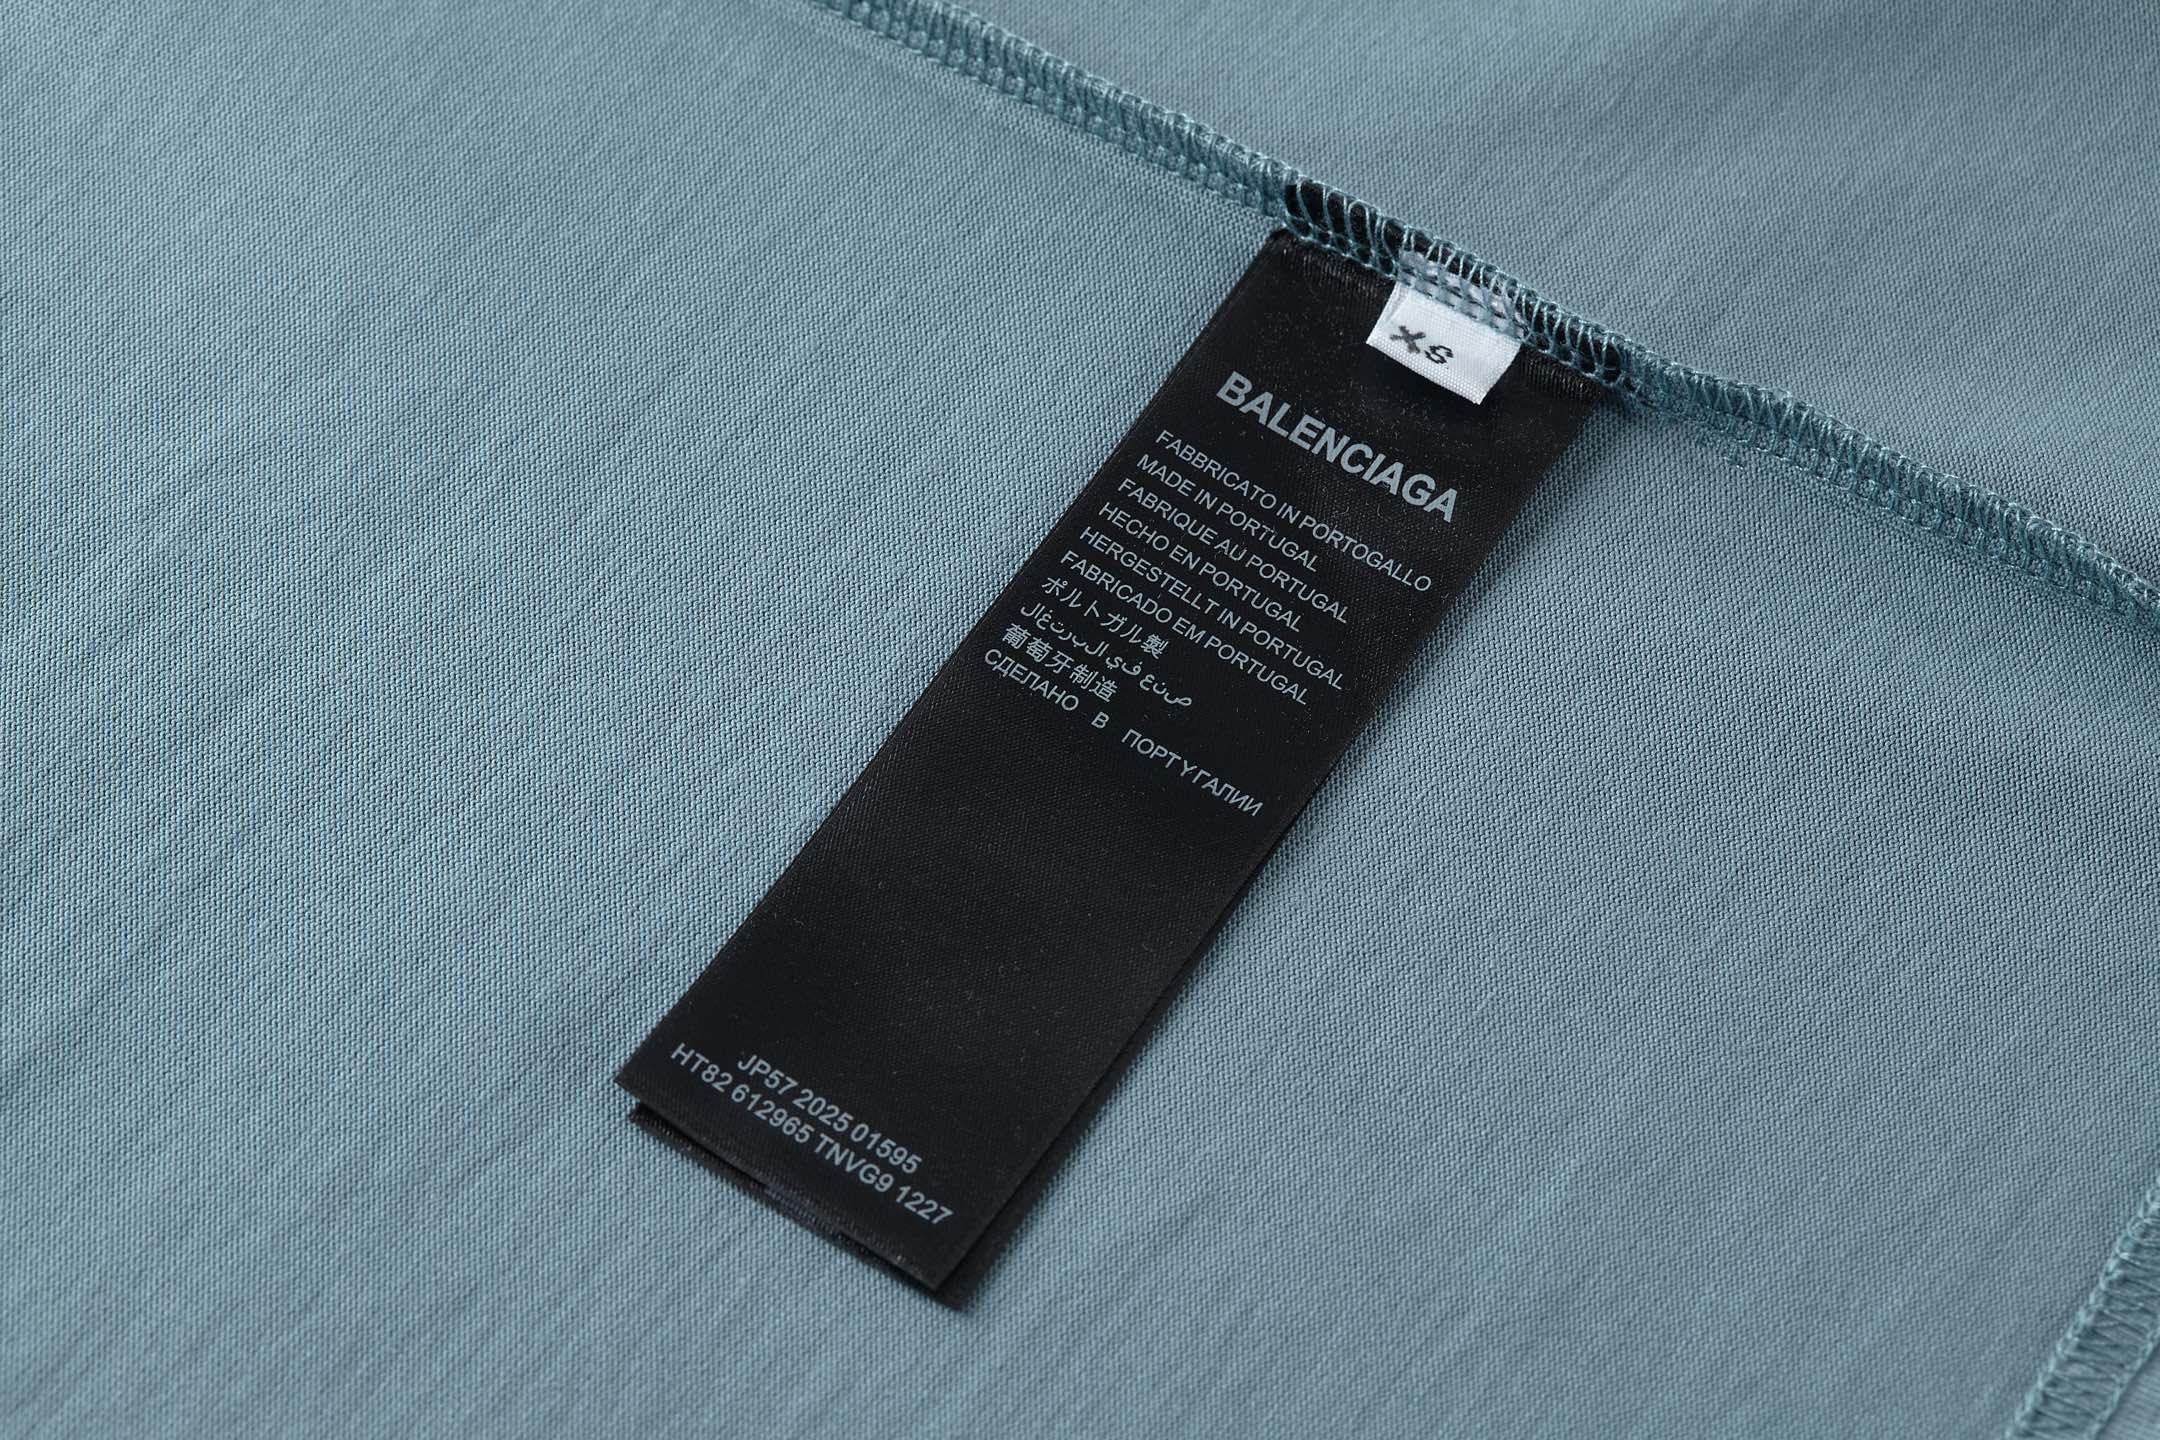 XS
BALENCIAGA
FABBRICATO IN PORTOGALLO
MADE IN PORTUGAL
FABRIQUE AU PORTUGAL
HECHO EN PORTUGAL
HERGESTELLT IN PORTUGAL
FABRICADO EM PORTUGAL
ポルトガル製
صنع في البرتغال
葡萄牙制造
СДЕЛАНО В ПОРТУГАЛИИ
JP57 2025 01595
HT82 612965 TNVG9 1227